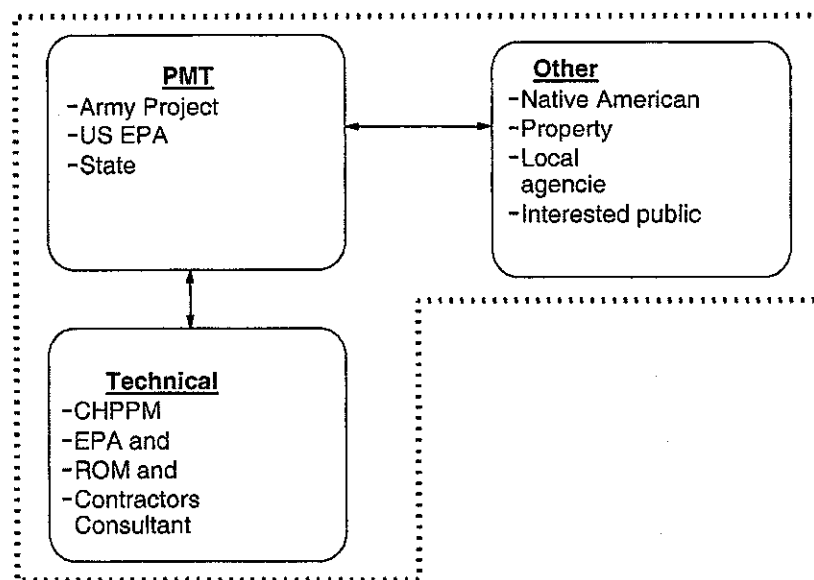 PMT
-Army Project
-US EPA
-State
Other
-Native American
-Property
-Local
agencie
-Interested public
Technical
-CHPPM
-EPA and
-ROM and
-Contractors
Consultant